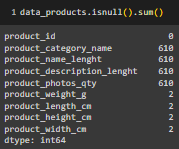 1 data_products.isnull().sum()
product_id 0
product_category_name 610
product_name_lenght 610
product_description_lenght 610
product_photos_qty 610
product_weight_g 2
product_length_cm 2
product_height_cm 2
product_width_cm 2
dtype: int64